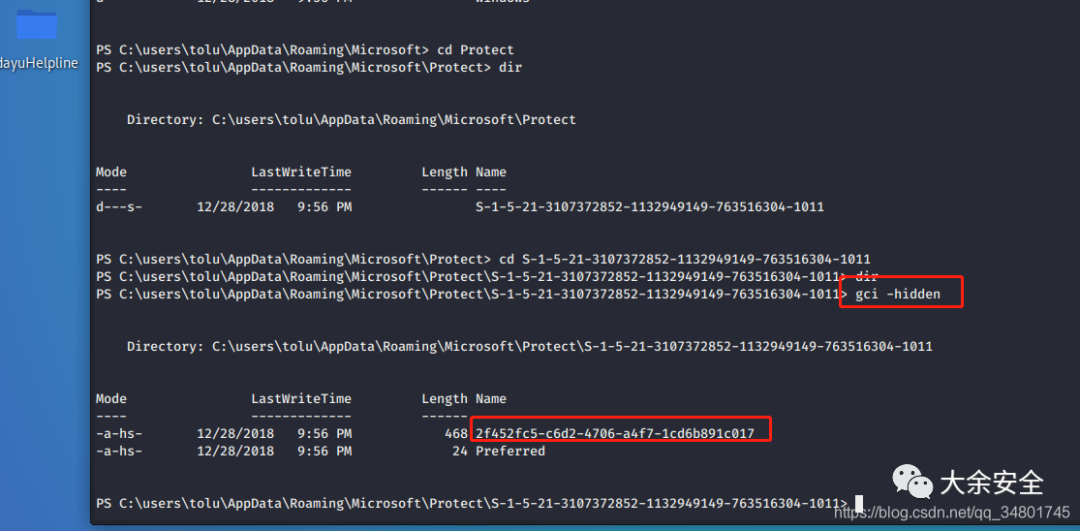 d 12/28/2018 9:56 PM windows
dayuHelpline
PS C:\users\tolu\AppData\Roaming\Microsoft> cd Protect
PS C:\users\tolu\AppData\Roaming\Microsoft\Protect> dir
Directory: C:\users\tolu\AppData\Roaming\Microsoft\Protect
Mode LastWriteTime Length Name
---- ------------- ------ ----
d---s- 12/28/2018 9:56 PM S-1-5-21-3107372852-1132949149-763516304-1011
PS C:\users\tolu\AppData\Roaming\Microsoft\Protect> cd S-1-5-21-3107372852-1132949149-763516304-1011
PS C:\users\tolu\AppData\Roaming\Microsoft\Protect\S-1-5-21-3107372852-1132949149-763516304-1011> dir
PS C:\users\tolu\AppData\Roaming\Microsoft\Protect\S-1-5-21-3107372852-1132949149-763516304-1011> gci -hidden
Directory: C:\users\tolu\AppData\Roaming\Microsoft\Protect\S-1-5-21-3107372852-1132949149-763516304-1011
Mode LastWriteTime Length Name
---- ------------- ------
-a-hs- 12/28/2018 9:56 PM 468 2f452fc5-c6d2-4706-a4f7-1cd6b891c017
-a-hs- 12/28/2018 9:56 PM 24 Preferred
PS C:\users\tolu\AppData\Roaming\Microsoft\Protect\S-1-5-21-3107372852-1132949149-763516304-1011>
大余安全
https://blog.csdn.net/qq_34801745